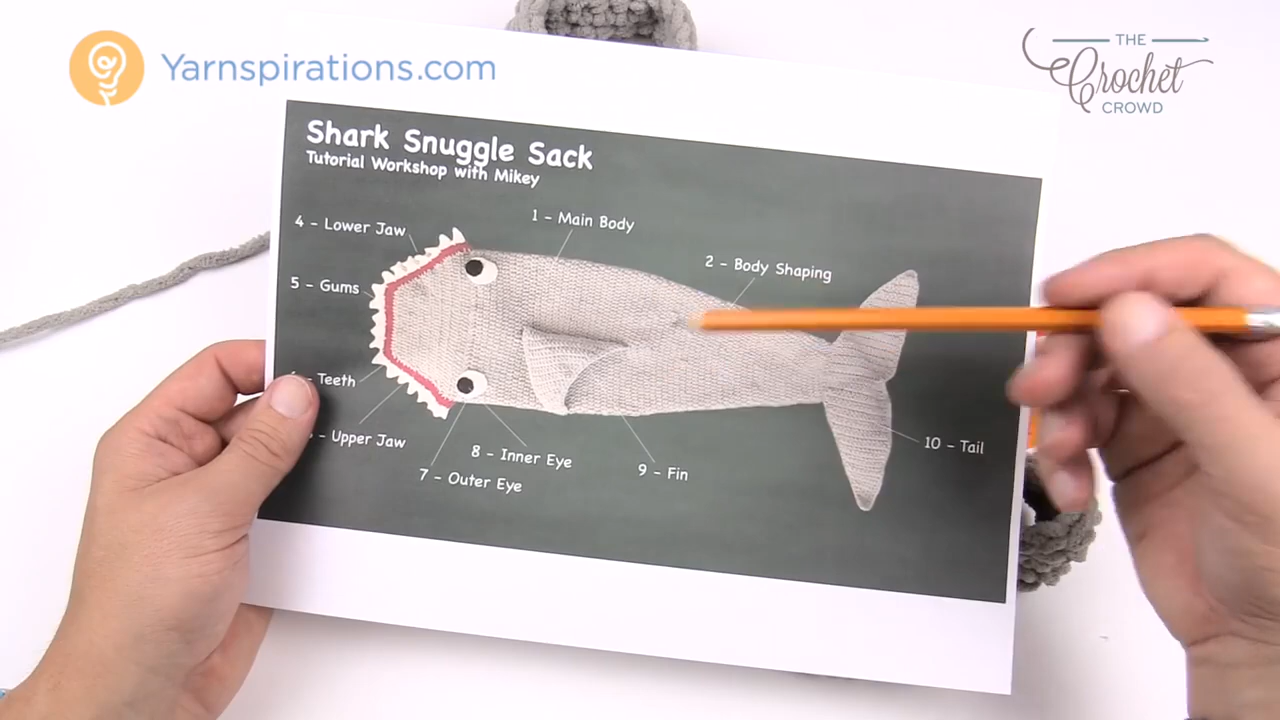 Yarnspirations.com
THE
Crochet
CROWD
Shark Snuggle Sack
Tutorial Workshop with Mikey
4 - Lower Jaw
1 - Main Body
2 - Body Shaping
5 - Gums
- Teeth
- Upper Jaw
8 - Inner Eye
7 - Outer Eye
9 - Fin
10 - Tail